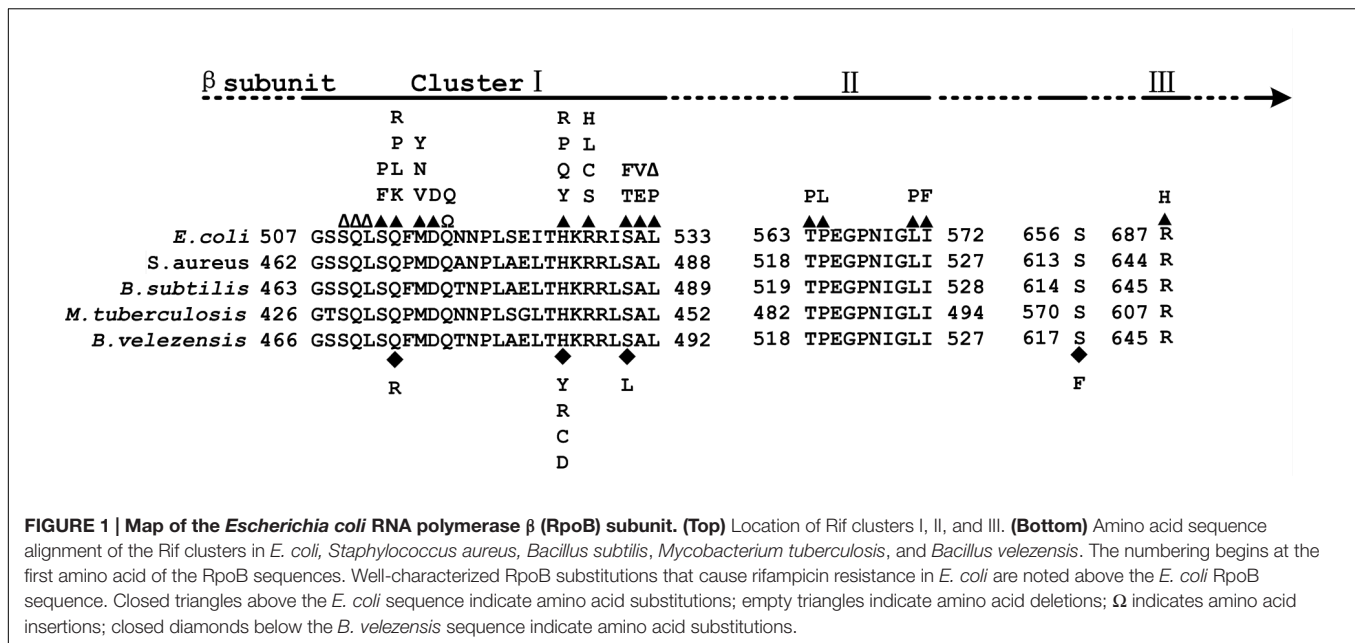 β subunit Cluster I II III
R R H
P Y P L
PL N Q C FVΔ
FK VDQ Y S TEP PL PF H
ΔΔΔ▲▲ ▲▲Ω ▲ ▲ ▲▲▲ ▲▲ ▲▲ ▲
E.coli 507 GSSQLSQFMDQNNPLSEITHKRRISAL 533 563 TPEGPNIGLI 572 656 S 687 R
S.aureus 462 GSSQLSQPMDQANPLAELTHKRRLSAL 488 518 TPEGPNIGLI 527 613 S 644 R
B.subtilis 463 GSSQLSQFMDQTNPLAELTHKRRLSAL 489 519 TPEGPNIGLI 528 614 S 645 R
M.tuberculosis 426 GTSQLSQPMDQNNPLSGLTHKRRLSAL 452 482 TPEGPNIGLI 494 570 S 607 R
B.velezensis 466 GSSQLSQFMDQTNPLAELTHKRRLSAL 492 518 TPEGPNIGLI 527 617 S 645 R
◆ ◆ ◆ ◆
R Y L F
R
C
D
FIGURE 1 | Map of the Escherichia coli RNA polymerase β (RpoB) subunit. (Top) Location of Rif clusters I, II, and III. (Bottom) Amino acid sequence
alignment of the Rif clusters in E. coli, Staphylococcus aureus, Bacillus subtilis, Mycobacterium tuberculosis, and Bacillus velezensis. The numbering begins at the
first amino acid of the RpoB sequences. Well-characterized RpoB substitutions that cause rifampicin resistance in E. coli are noted above the E. coli RpoB
sequence. Closed triangles above the E. coli sequence indicate amino acid substitutions; empty triangles indicate amino acid deletions; Ω indicates amino acid
insertions; closed diamonds below the B. velezensis sequence indicate amino acid substitutions.